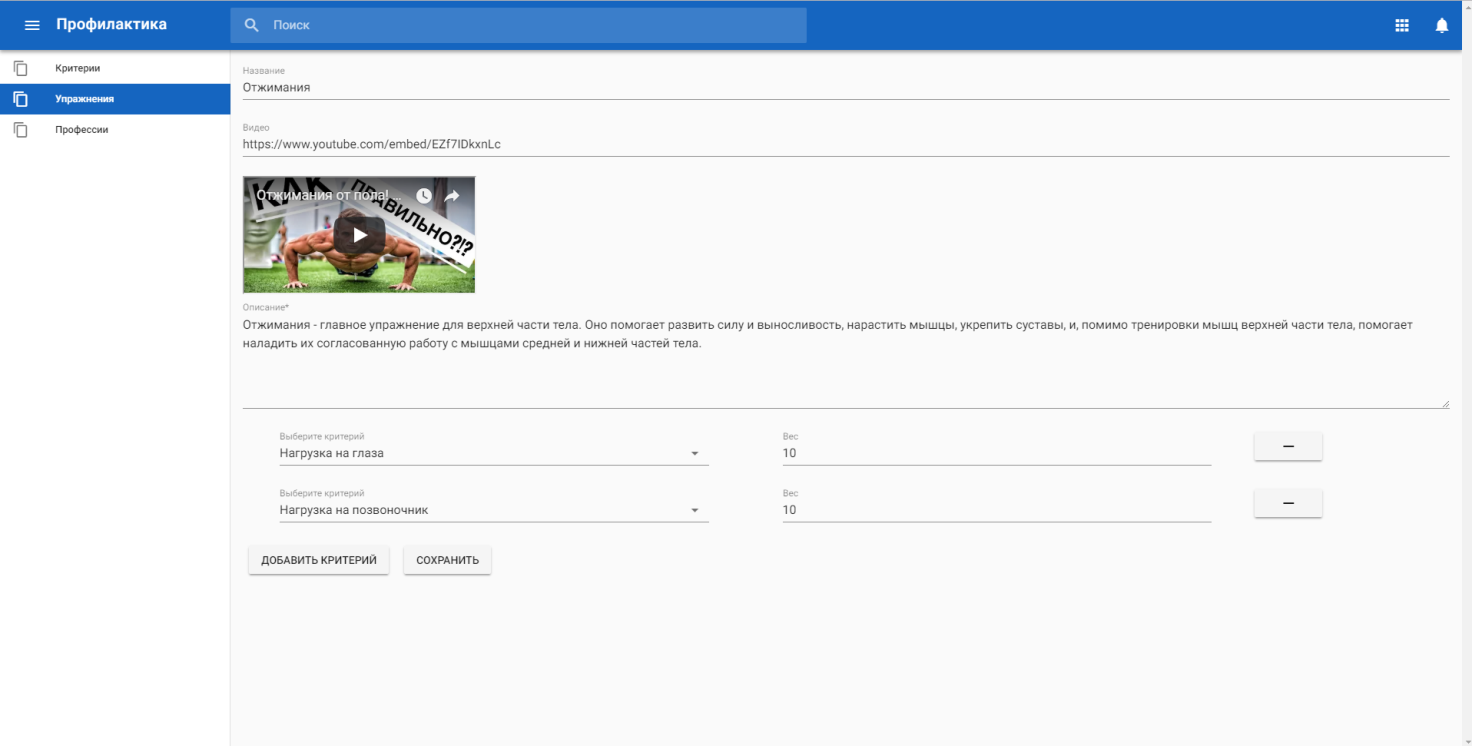 Профилактика
Поиск
Критерии
Упражнения
Профессии
Название
Отжимания
Видео
https://www.youtube.com/embed/EZf7IDkxnLc
Отжимания от пола! ...
КАК ПРАВИЛЬНО?!?
Описание*
Отжимания - главное упражнение для верхней части тела. Оно помогает развить силу и выносливость, нарастить мышцы, укрепить суставы, и, помимо тренировки мышц верхней части тела, помогает
наладить их согласованную работу с мышцами средней и нижней частей тела.
Выберите критерий
Нагрузка на глаза
Вес
10
Выберите критерий
Нагрузка на позвоночник
Вес
10
ДОБАВИТЬ КРИТЕРИЙ
СОХРАНИТЬ